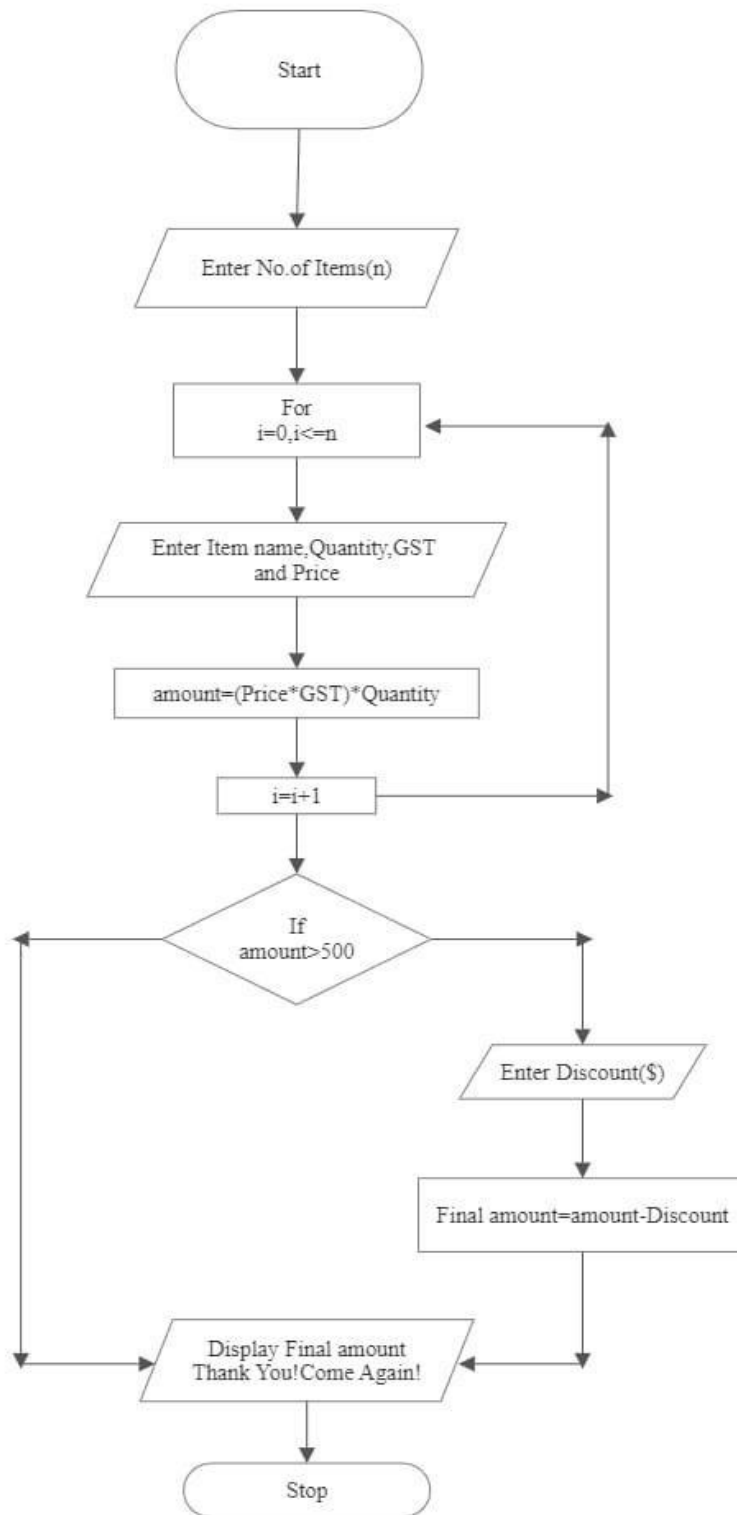 Start
Enter No.of Items(n)
For
i=0,i<=n
Enter Item name,Quantity,GST
and Price
amount=(Price*GST)*Quantity
i=i+1
If
amount>500
Enter Discount($)
Final amount=amount-Discount
Display Final amount
Thank You!Come Again!
Stop